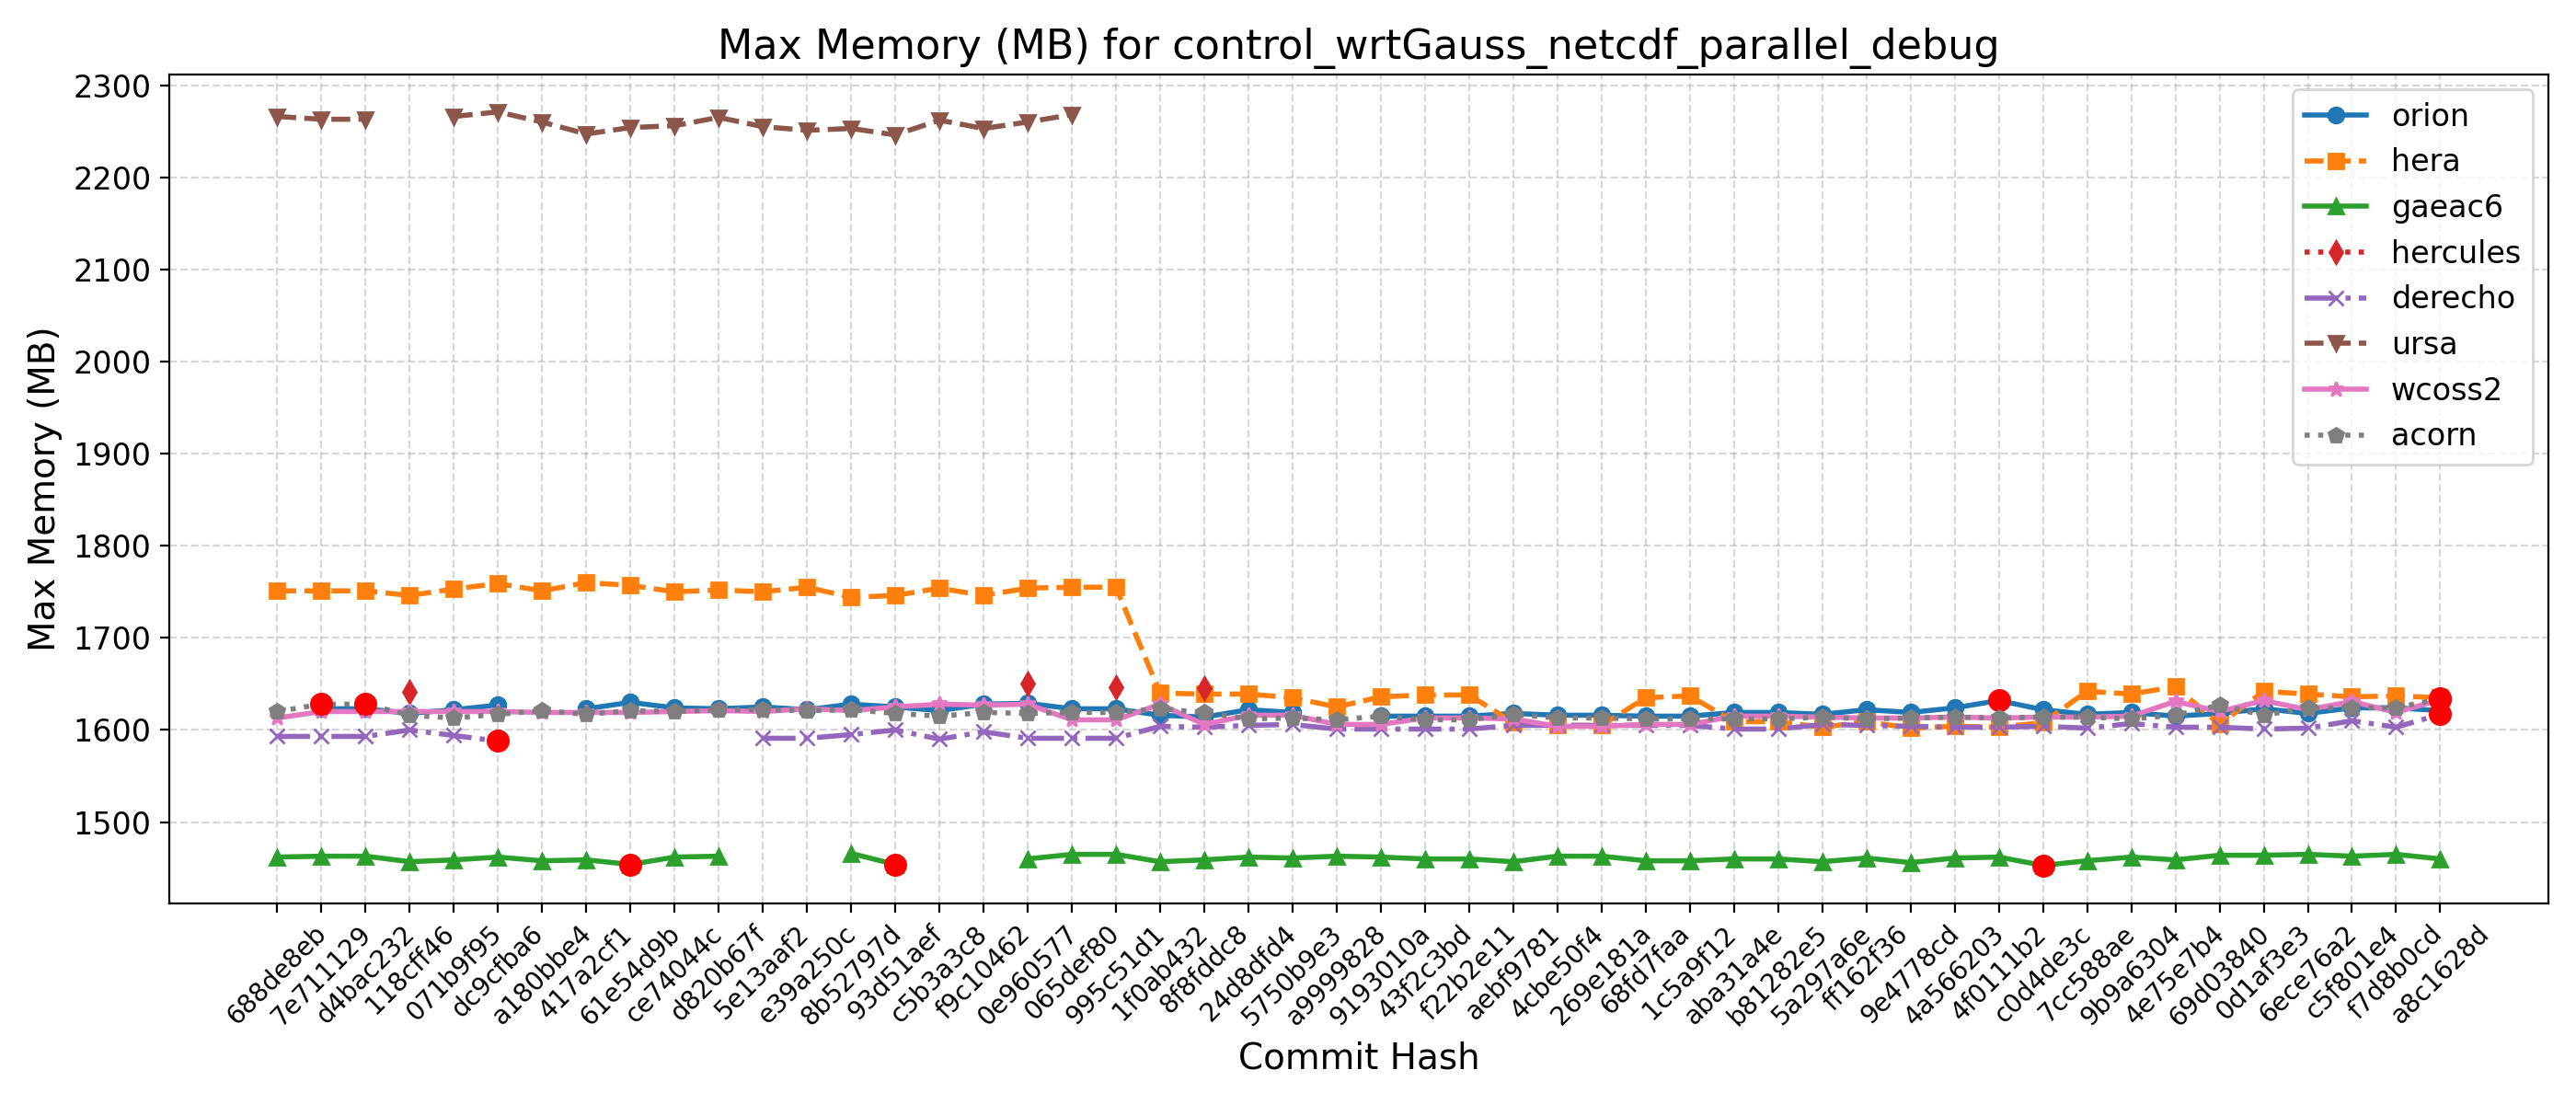 Max Memory (MB) for control_wrtGauss_netcdf_parallel_debug
Max Memory (MB)
2300
2200
2100
2000
1900
1800
1700
1600
1500
orion
hera
gaeac6
hercules
derecho
ursa
wcoss2
acorn
688de8eb
7e711129
d4bac232
118cff46
071b9f95
dc9cfba6
a180bbe4
417a2cf1
61e54d9b
ce74044c
d820b67f
5e13aaf2
e39a250c
8b52797d
93d51aef
c5b3a3c8
f9c10462
0e960577
065def80
995c51d1
1f0ab432
8f8fddc8
24d8dfd4
5750b9e3
a9999828
9193010a
43f2c3bd
f22b2e11
aebf9781
4cbe50f4
269e181a
68fd7faa
1c5a9f12
aba31a4e
b81282e5
5a297a6e
ff162f36
9e4778cd
4a566203
4f0111b2
c0d4de3c
7cc588ae
9b9a6304
4e75e7b4
69d03840
0d1af3e3
6ece76a2
c5f801e4
f7d8b0cd
a8c1628d
Commit Hash